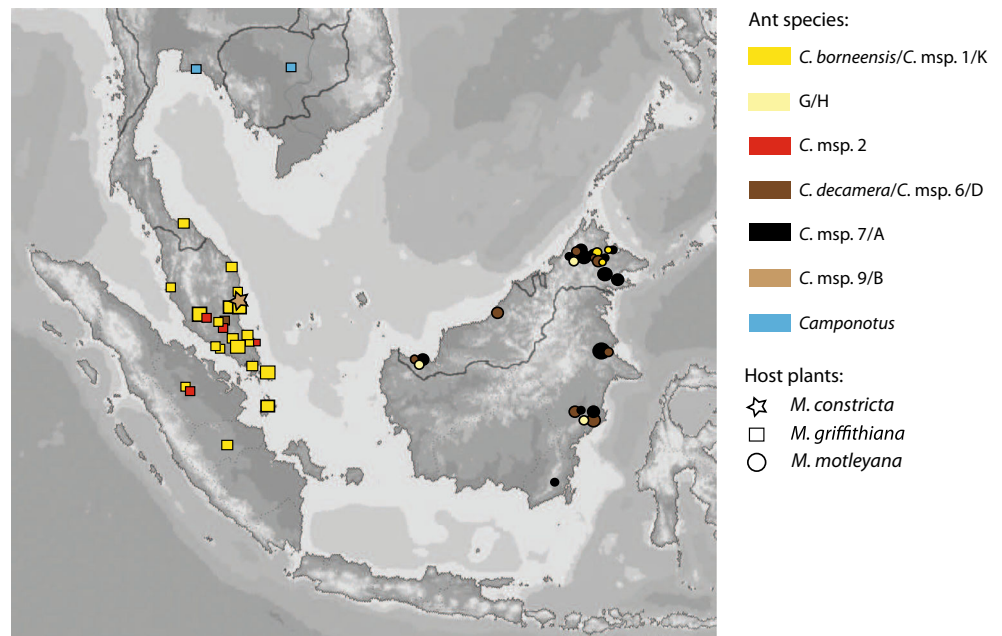 Ant species:
C. borneensis/C. msp. 1/K
G/H
C. msp. 2
C. decamera/C. msp. 6/D
C. msp. 7/A
C. msp. 9/B
Camponotus
Host plants:
M. constricta
M. griffithiana
M. motleyana